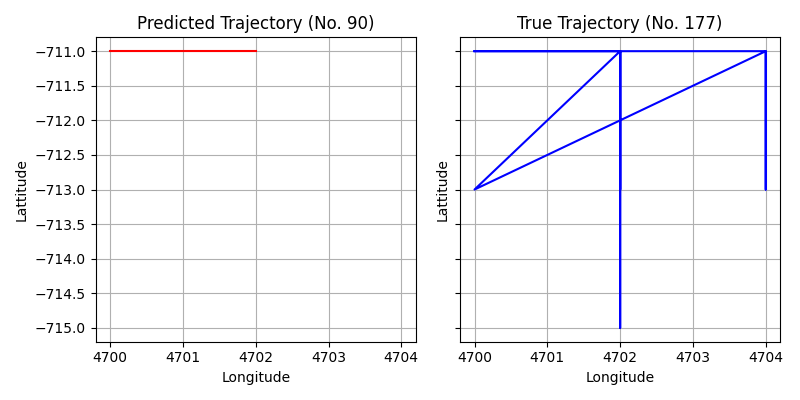 Predicted Trajectory (No. 90)
True Trajectory (No. 177)
−711.0
−711.5
−712.0
−712.5
−713.0
−713.5
−714.0
−714.5
−715.0
Lattitude
Lattitude
4700 4701 4702 4703 4704
4700 4701 4702 4703 4704
Longitude
Longitude